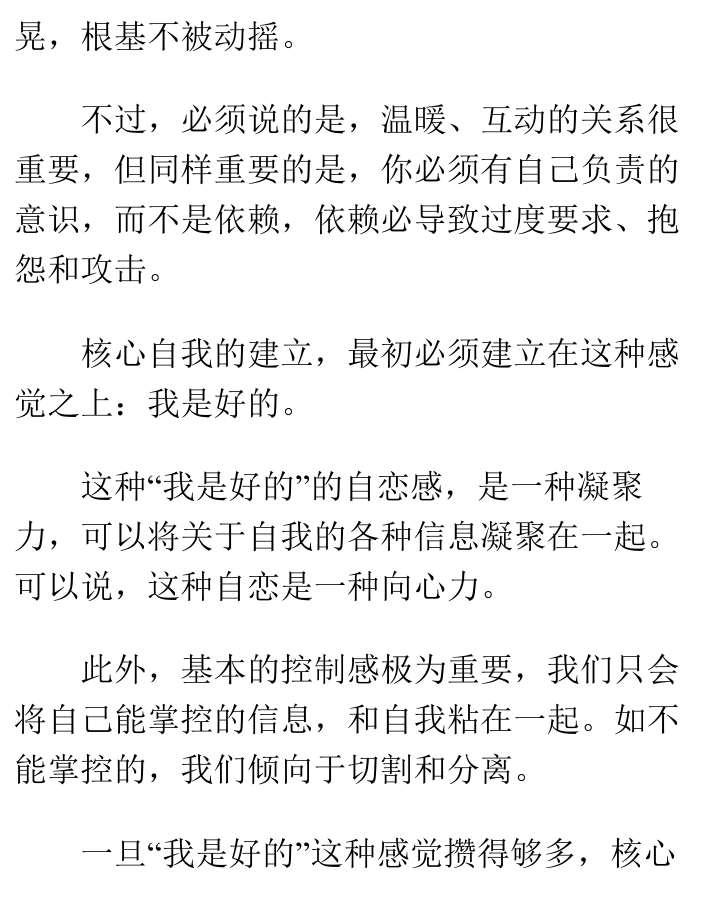 晃，根基不被动摇。
不过，必须说的是，温暖、互动的关系很
重要，但同样重要的是，你必须有自己负责的
意识，而不是依赖，依赖必导致过度要求、抱
怨和攻击。
核心自我的建立，最初必须建立在这种感
觉之上：我是好的。
这种“我是好的”的自恋感，是一种凝聚
力，可以将关于自我的各种信息凝聚在一起。
可以说，这种自恋是一种向心力。
此外，基本的控制感极为重要，我们只会
将自己能掌控的信息，和自我粘在一起。如不
能掌控的，我们倾向于切割和分离。
一旦“我是好的”这种感觉攒得够多，核心